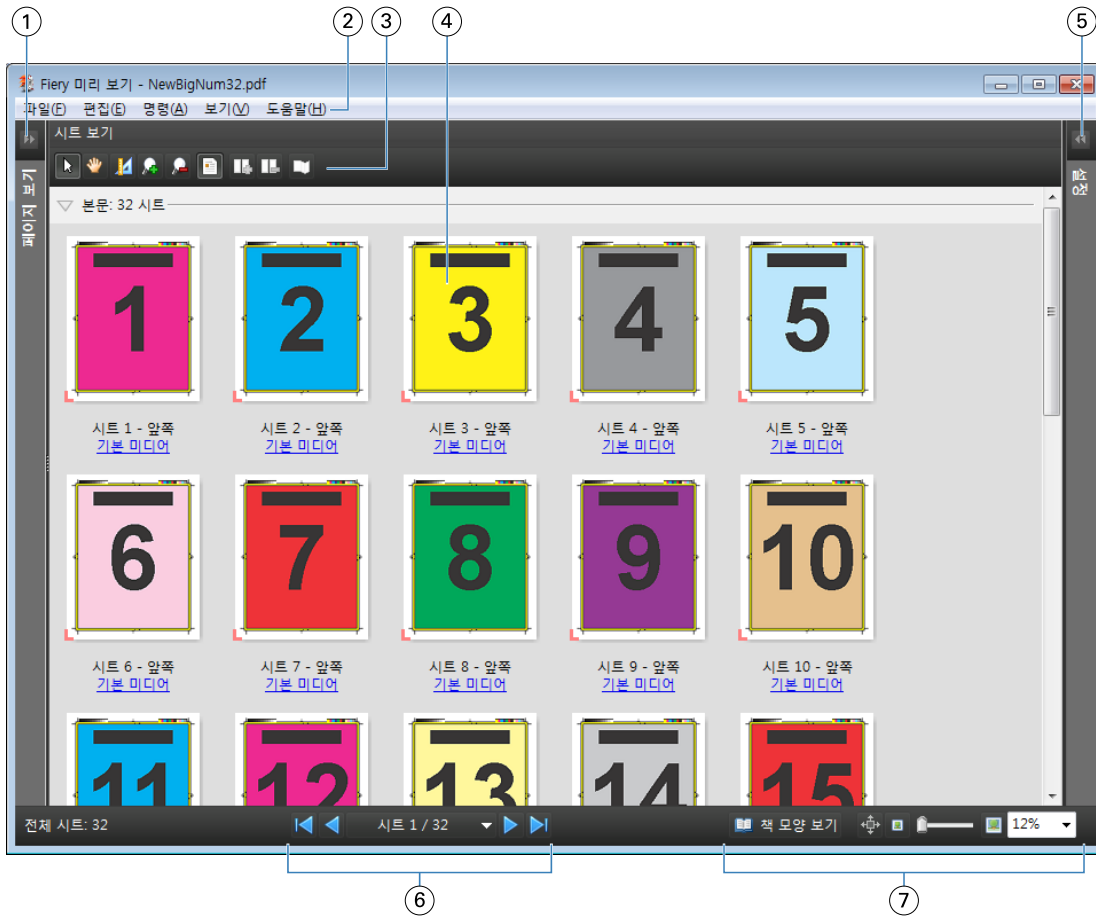 1 2 3 4 5
Fiery 미리 보기 - NewBigNum32.pdf
파일(F) 편집(E) 명령(A) 보기(V) 도움말(H)
시트 보기
페이지 보기
설정
본문: 32 시트
1 2 3 4 5
시트 1 - 앞쪽 시트 2 - 앞쪽 시트 3 - 앞쪽 시트 4 - 앞쪽 시트 5 - 앞쪽
기본 미디어 기본 미디어 기본 미디어 기본 미디어 기본 미디어
6 7 8 9 10
시트 6 - 앞쪽 시트 7 - 앞쪽 시트 8 - 앞쪽 시트 9 - 앞쪽 시트 10 - 앞쪽
기본 미디어 기본 미디어 기본 미디어 기본 미디어 기본 미디어
11 12 13 14 15
전체 시트: 32 시트 1 / 32 책 모양 보기 12%
6 7